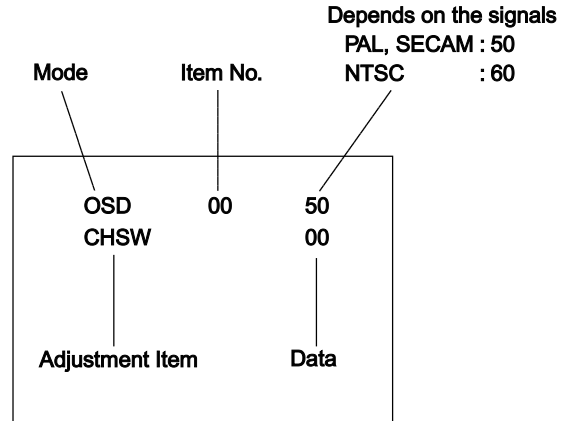 Depends on the signals
PAL, SECAM : 50
Mode Item No. NTSC : 60
OSD 00 50
CHSW 00
Adjustment Item Data